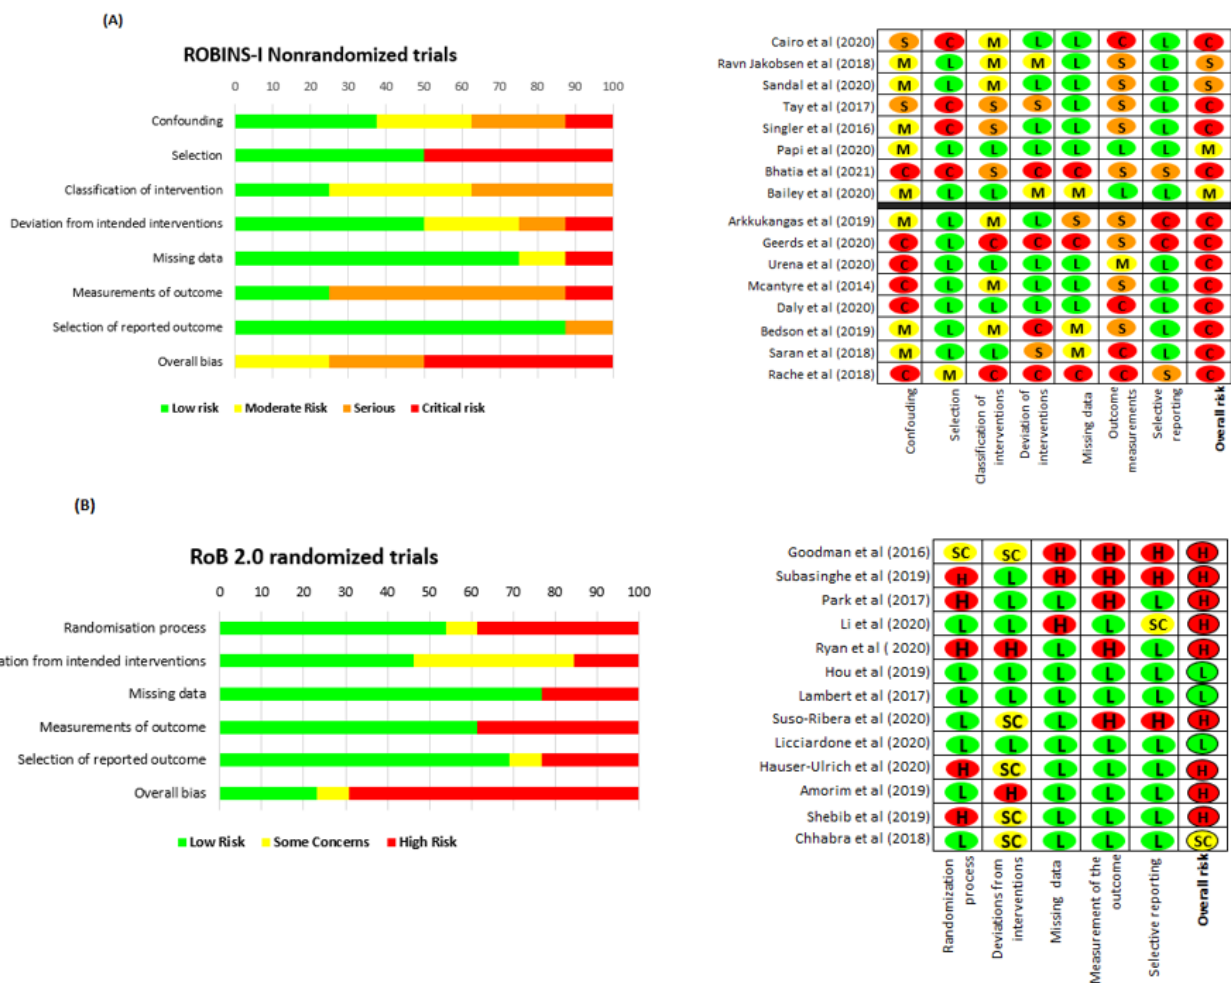 (A)
ROBINS-I Nonrandomized trials
0 10 20 30 40 50 60 70 80 90 100
Confounding
Selection
Classification of intervention
Deviation from intended interventions
Missing data
Measurements of outcome
Selection of reported outcome
Overall bias
Low risk Moderate Risk Serious Critical risk
Cairo et al (2020) S C M L L C L C
Ravn Jakobsen et al (2018) M L M M L S L S
Sandal et al (2020) M L M L L S L S
Tay et al (2017) S C S S L S L C
Singler et al (2016) M C S L L S L C
Papi et al (2020) M L L L L L L M
Bhatia et al (2021) C C S C C S S C
Bailey et al (2020) M L L M M L L M
Arkkukangas et al (2019) M L M L S S C C
Geerds et al (2020) C L C C C S C C
Urena et al (2020) C L L L L M L C
Mcantyre et al (2014) C L M L L S L C
Daly et al (2020) C L L L L C L C
Bedson et al (2019) M L M C M S L C
Saran et al (2018) M L L S M C L C
Rache et al (2018) C M C C C C S C
Confouding
Selection
Classification of
interventions
Deviation of
interventions
Missing data
Outcome
measurements
Selective
reporting
Overall risk
(B)
RoB 2.0 randomized trials
0 10 20 30 40 50 60 70 80 90 100
Randomisation process
ation from intended interventions
Missing data
Measurements of outcome
Selection of reported outcome
Overall bias
Low Risk Some Concerns High Risk
Goodman et al (2016) SC SC H H H H
Subasinghe et al (2019) H L H H H H
Park et al (2017) H L L H L H
Li et al (2020) L L H L SC H
Ryan et al ( 2020) H H L H L H
Hou et al (2019) L L L L L L
Lambert et al (2017) L L L L L L
Suso-Ribera et al (2020) L SC L H H H
Licciardone et al (2020) L L L L L L
Hauser-Ulrich et al (2020) H SC L L L H
Amorim et al (2019) L H L L L H
Shebib et al (2019) H SC L L L H
Chhabra et al (2018) L SC L L L SC
Randomization
process
Deviations from
interventions
Missing data
Measurement of the
outcome
Selective reporting
Overall risk